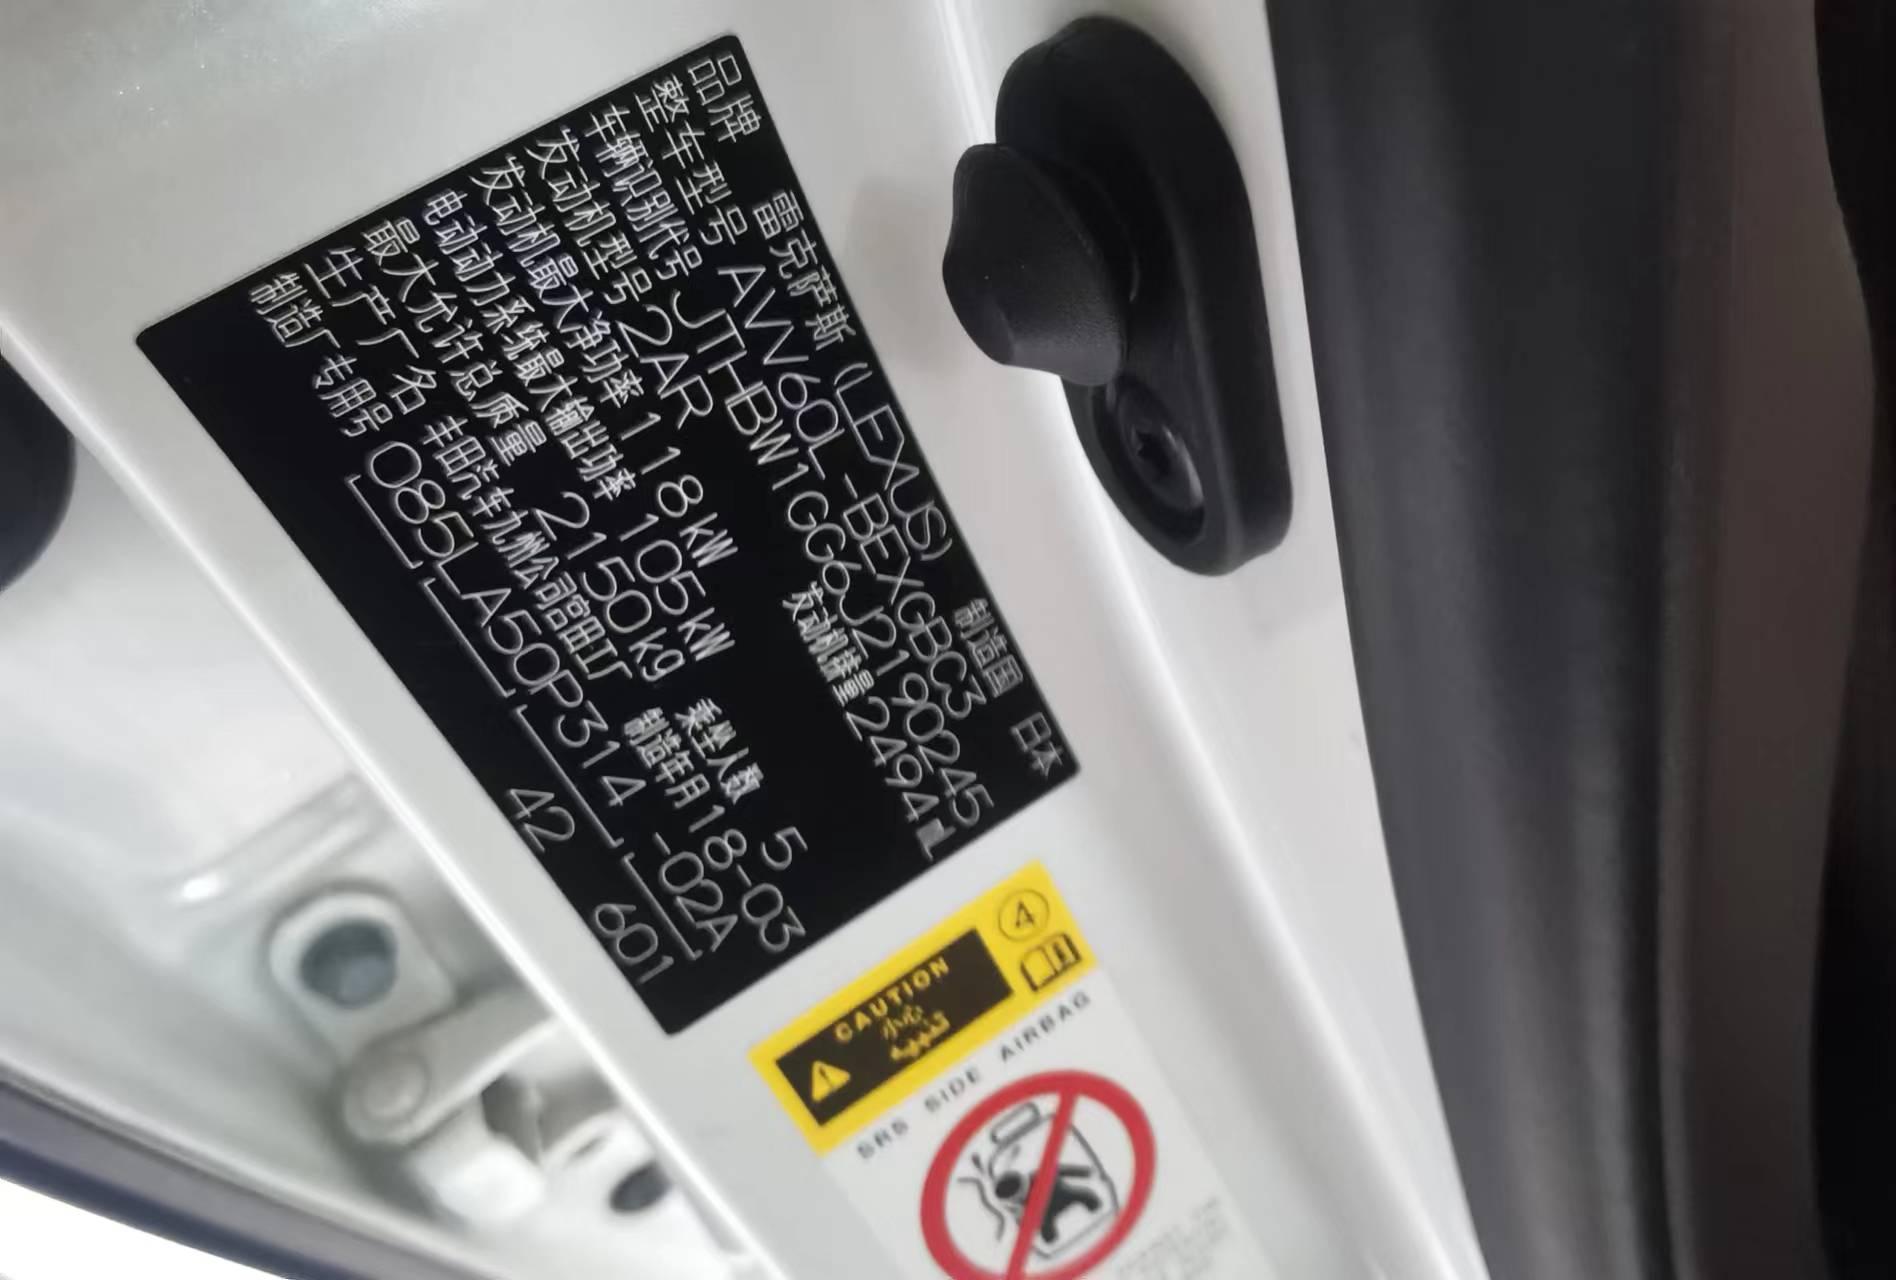 品牌 雷克萨斯 (LEXUS) 制造国 日本
整车型号 AVV60L-BEXGBC3
车辆识别代号 JTHBW1GG6J2190245
发动机型号 2AR 发动机排量 2494mL
发动机最大净功率 118kW
电动动力系统最大输出功率 105kW
最大允许总质量 2150kg 乘坐人数 5
生产厂名 丰田汽车九州公司宫田工厂 制造年月 18-03
制造厂专用号 085LA50P314 -02A
42 601
④
CAUTION
小心
SRS SIDE AIRBAG